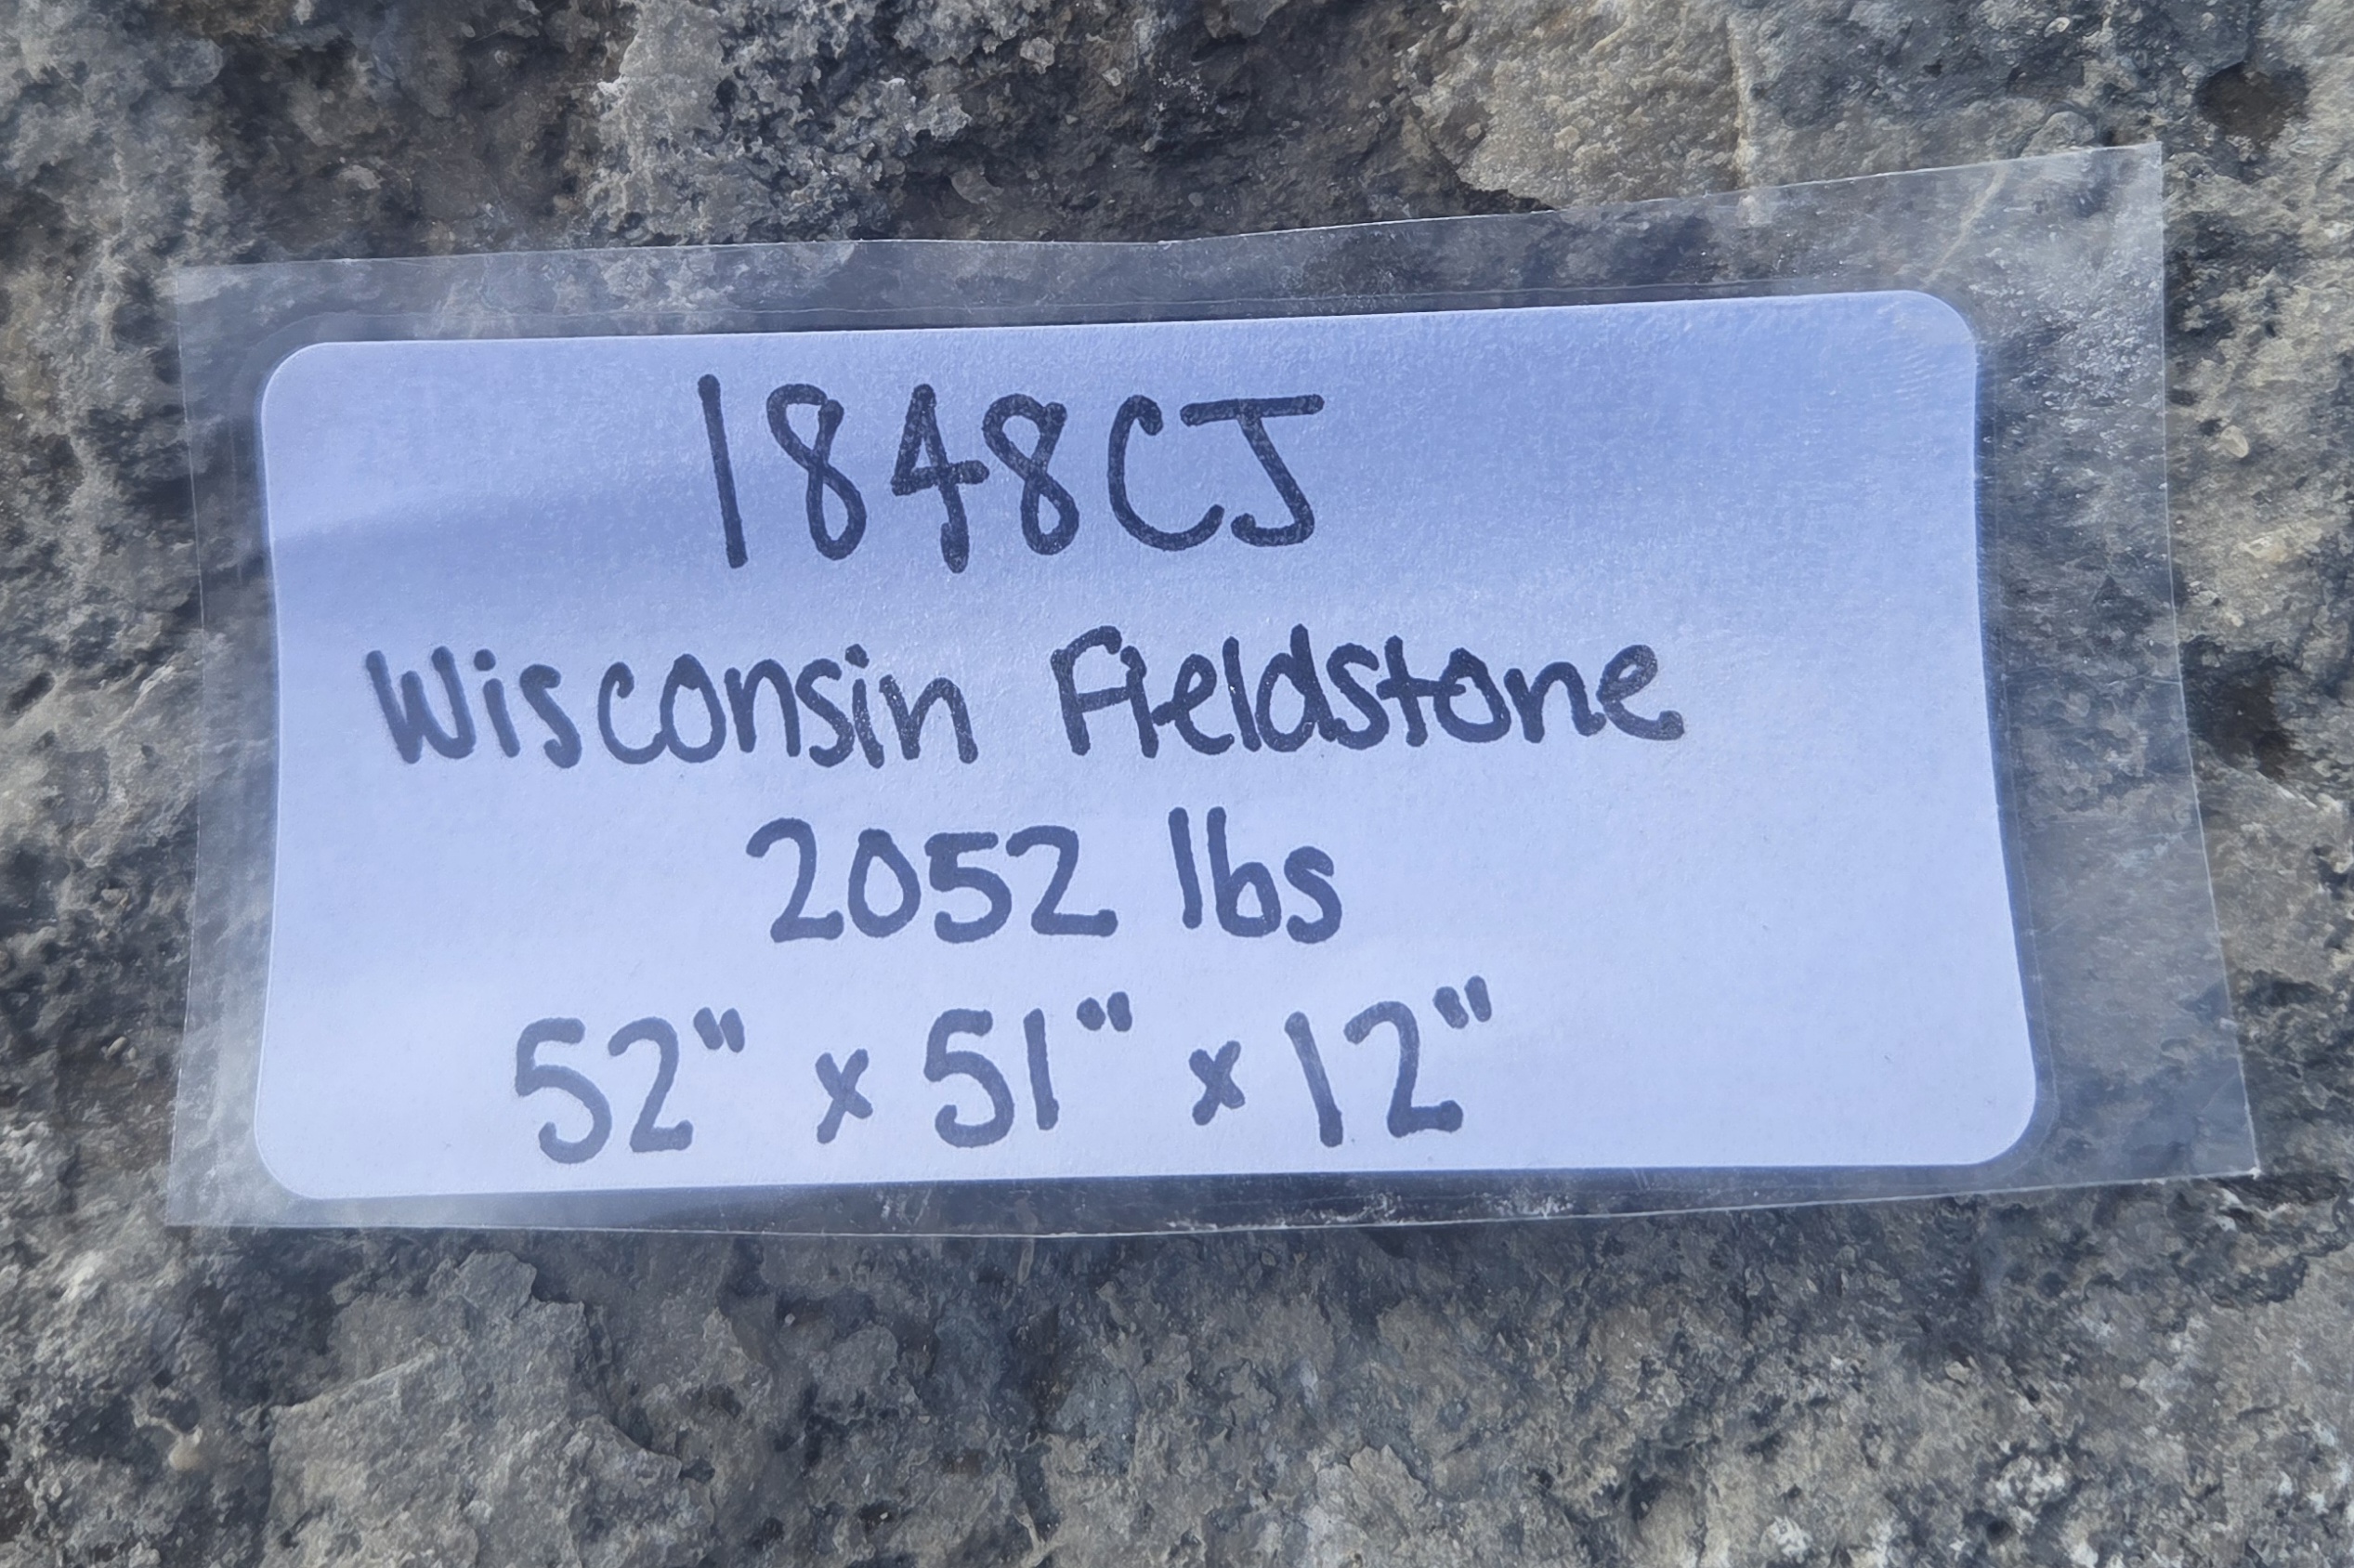 1848CJ
Wisconsin Fieldstone
2052 lbs
52" x 51" x 12"